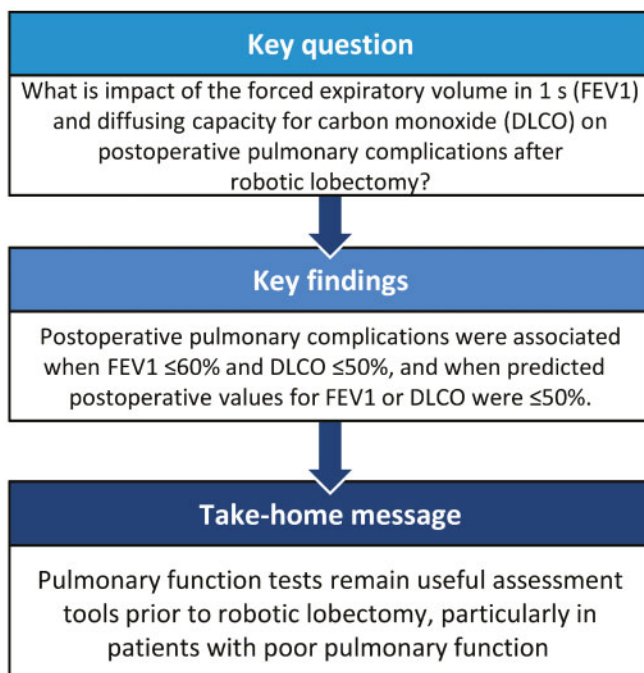 Key question
What is impact of the forced expiratory volume in 1 s (FEV1)
and diffusing capacity for carbon monoxide (DLCO) on
postoperative pulmonary complications after
robotic lobectomy?
Key findings
Postoperative pulmonary complications were associated
when FEV1 ≤60% and DLCO ≤50%, and when predicted
postoperative values for FEV1 or DLCO were ≤50%.
Take-home message
Pulmonary function tests remain useful assessment
tools prior to robotic lobectomy, particularly in
patients with poor pulmonary function